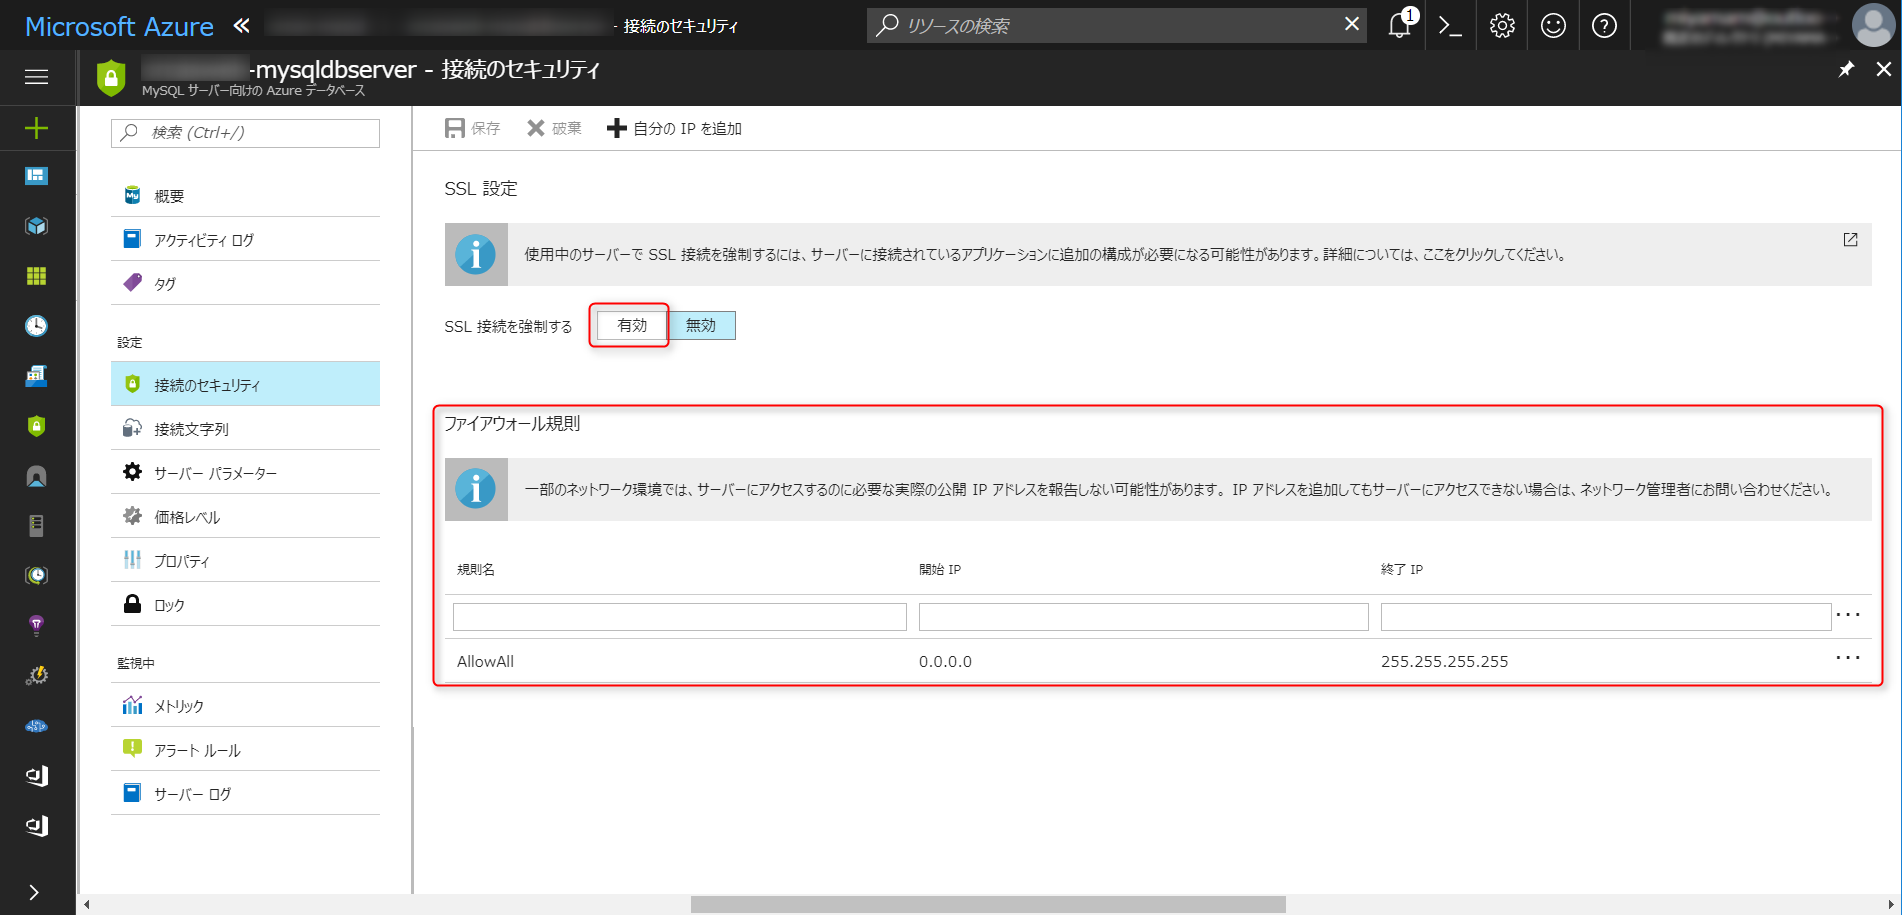 Microsoft Azure
- 接続のセキュリティ
リソースの検索
1
-mysqldbserver - 接続のセキュリティ
MySQL サーバー向けの Azure データベース
検索 (Ctrl+/)
概要
アクティビティ ログ
タグ
設定
接続のセキュリティ
接続文字列
サーバー パラメーター
価格レベル
プロパティ
ロック
監視中
メトリック
アラート ルール
サーバー ログ
保存
破棄
自分の IP を追加
SSL 設定
使用中のサーバーで SSL 接続を強制するには、サーバーに接続されているアプリケーションに追加の構成が必要になる可能性があります。詳細については、ここをクリックしてください。
SSL 接続を強制する 有効 無効
ファイアウォール規則
一部のネットワーク環境では、サーバーにアクセスするのに必要な実際の公開 IP アドレスを報告しない可能性があります。 IP アドレスを追加してもサーバーにアクセスできない場合は、ネットワーク管理者にお問い合わせください。
規則名 開始 IP 終了 IP
AllowAll 0.0.0.0 255.255.255.255